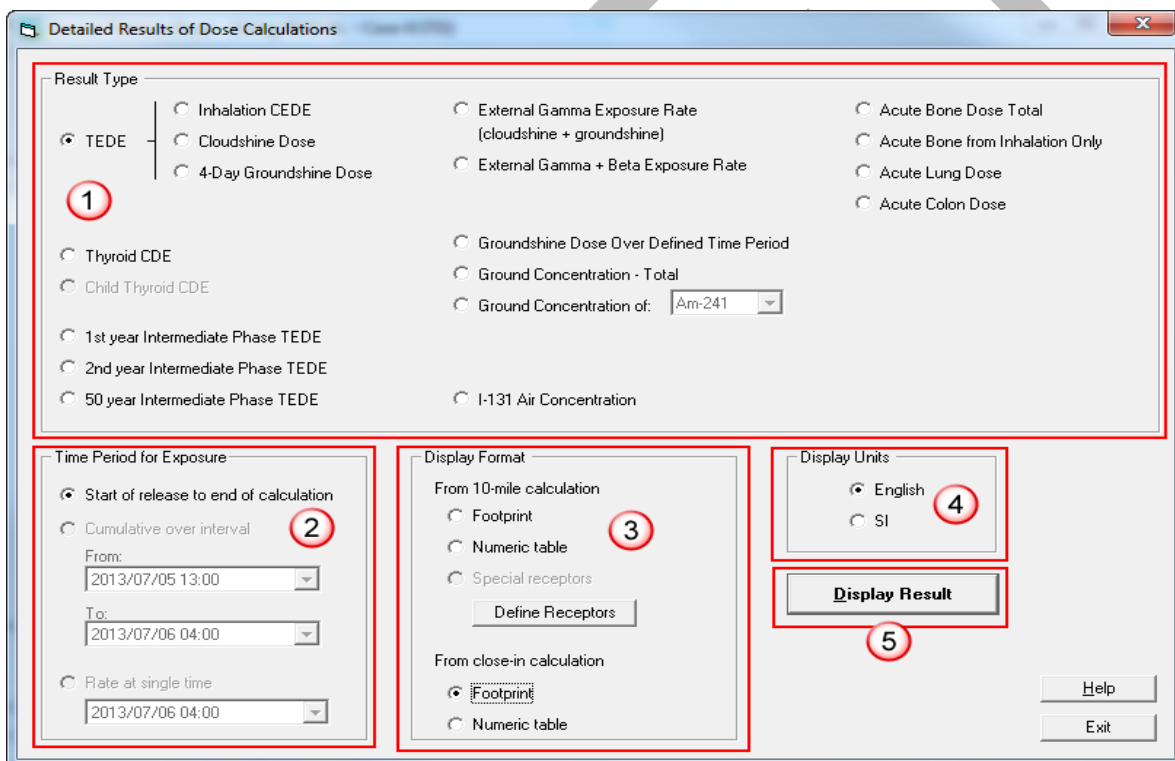 Detailed Results of Dose Calculations
Result Type
TEDE
Inhalation CEDE
Cloudshine Dose
4-Day Groundshine Dose
1
Thyroid CDE
Child Thyroid CDE
1st year Intermediate Phase TEDE
2nd year Intermediate Phase TEDE
50 year Intermediate Phase TEDE
External Gamma Exposure Rate
(cloudshine + groundshine)
External Gamma + Beta Exposure Rate
Groundshine Dose Over Defined Time Period
Ground Concentration - Total
Ground Concentration of: Am-241
I-131 Air Concentration
Acute Bone Dose Total
Acute Bone from Inhalation Only
Acute Lung Dose
Acute Colon Dose
Time Period for Exposure
Start of release to end of calculation
Cumulative over interval
2
From:
2013/07/05 13:00
To:
2013/07/06 04:00
Rate at single time
2013/07/06 04:00
Display Format
From 10-mile calculation
Footprint
3
Numeric table
Special receptors
Define Receptors
From close-in calculation
Footprint
Numeric table
Display Units
English
4
SI
Display Result
5
Help
Exit